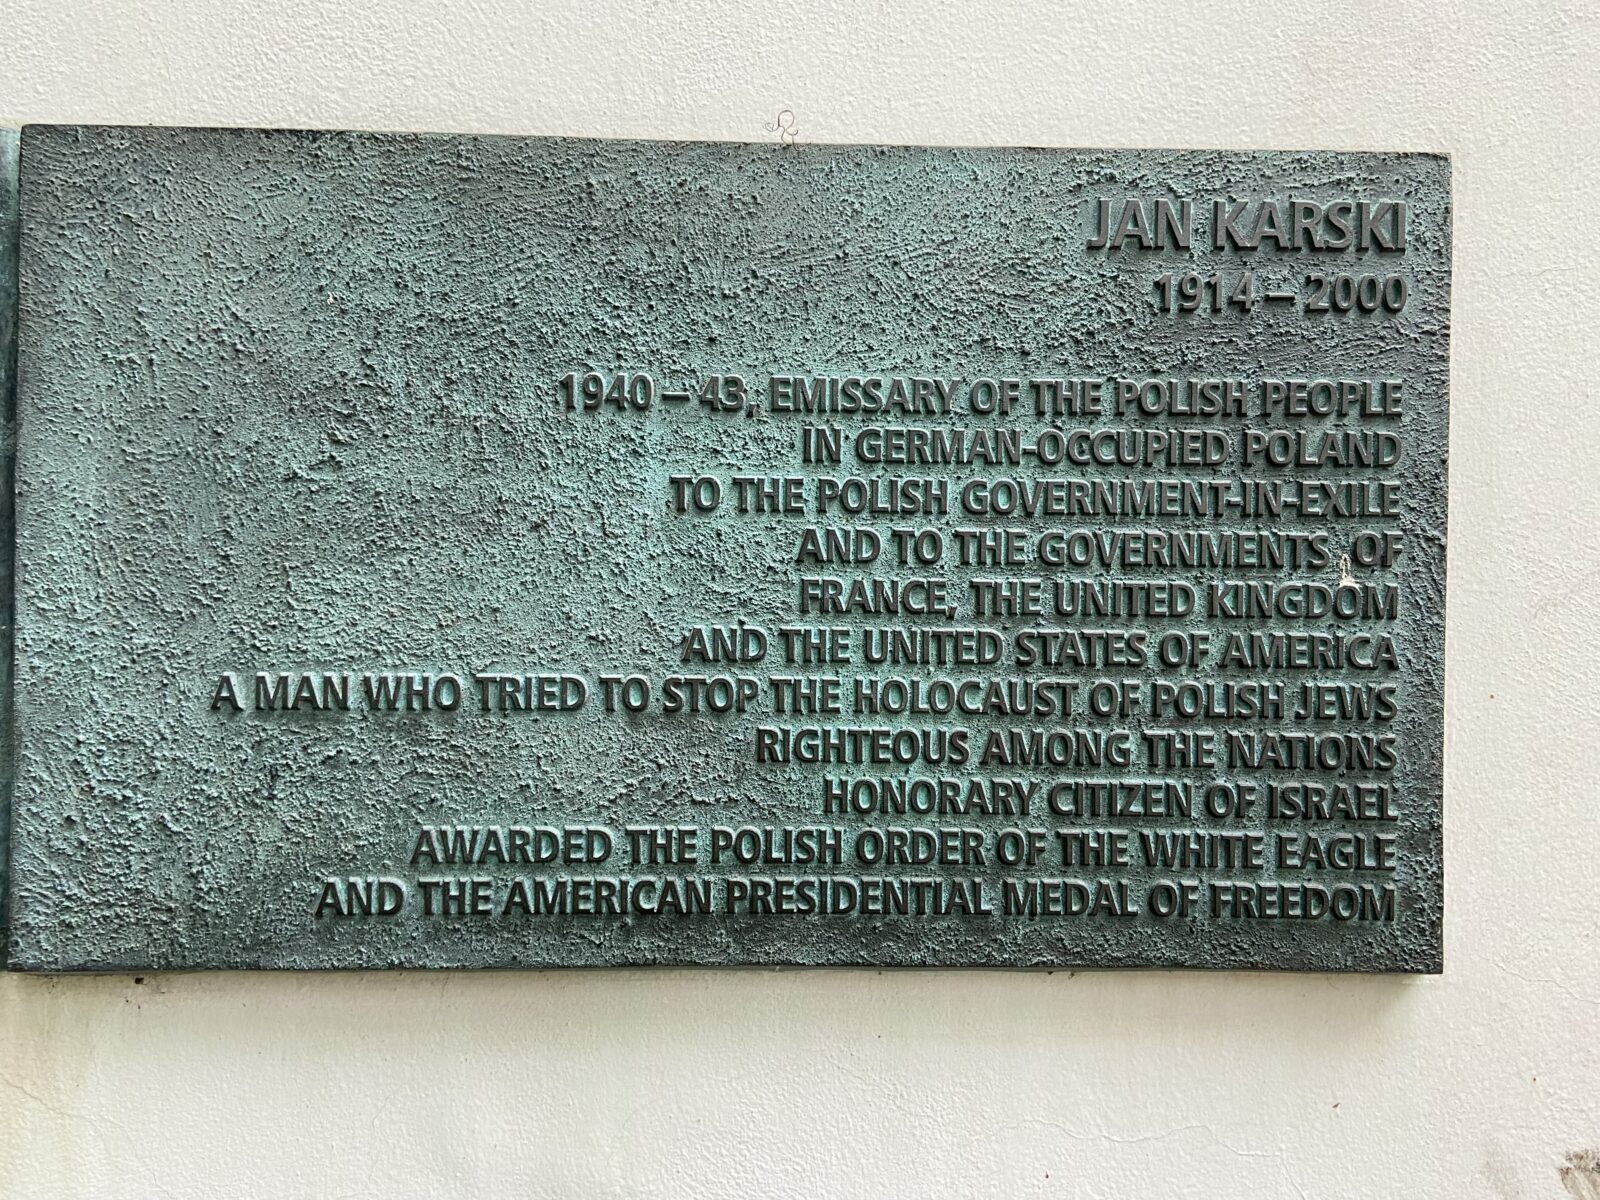 JAN KARSKI
1914 – 2000
1940 – 43, EMISSARY OF THE POLISH PEOPLE
IN GERMAN-OCCUPIED POLAND
TO THE POLISH GOVERNMENT-IN-EXILE
AND TO THE GOVERNMENTS OF
FRANCE, THE UNITED KINGDOM
AND THE UNITED STATES OF AMERICA
A MAN WHO TRIED TO STOP THE HOLOCAUST OF POLISH JEWS
RIGHTEOUS AMONG THE NATIONS
HONORARY CITIZEN OF ISRAEL
AWARDED THE POLISH ORDER OF THE WHITE EAGLE
AND THE AMERICAN PRESIDENTIAL MEDAL OF FREEDOM